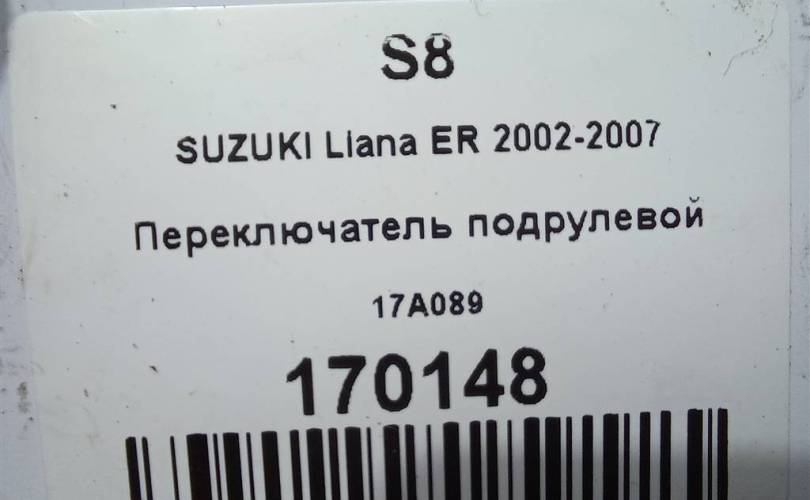 S8
SUZUKI Liana ER 2002-2007
Переключатель подрулевой
17A089
170148